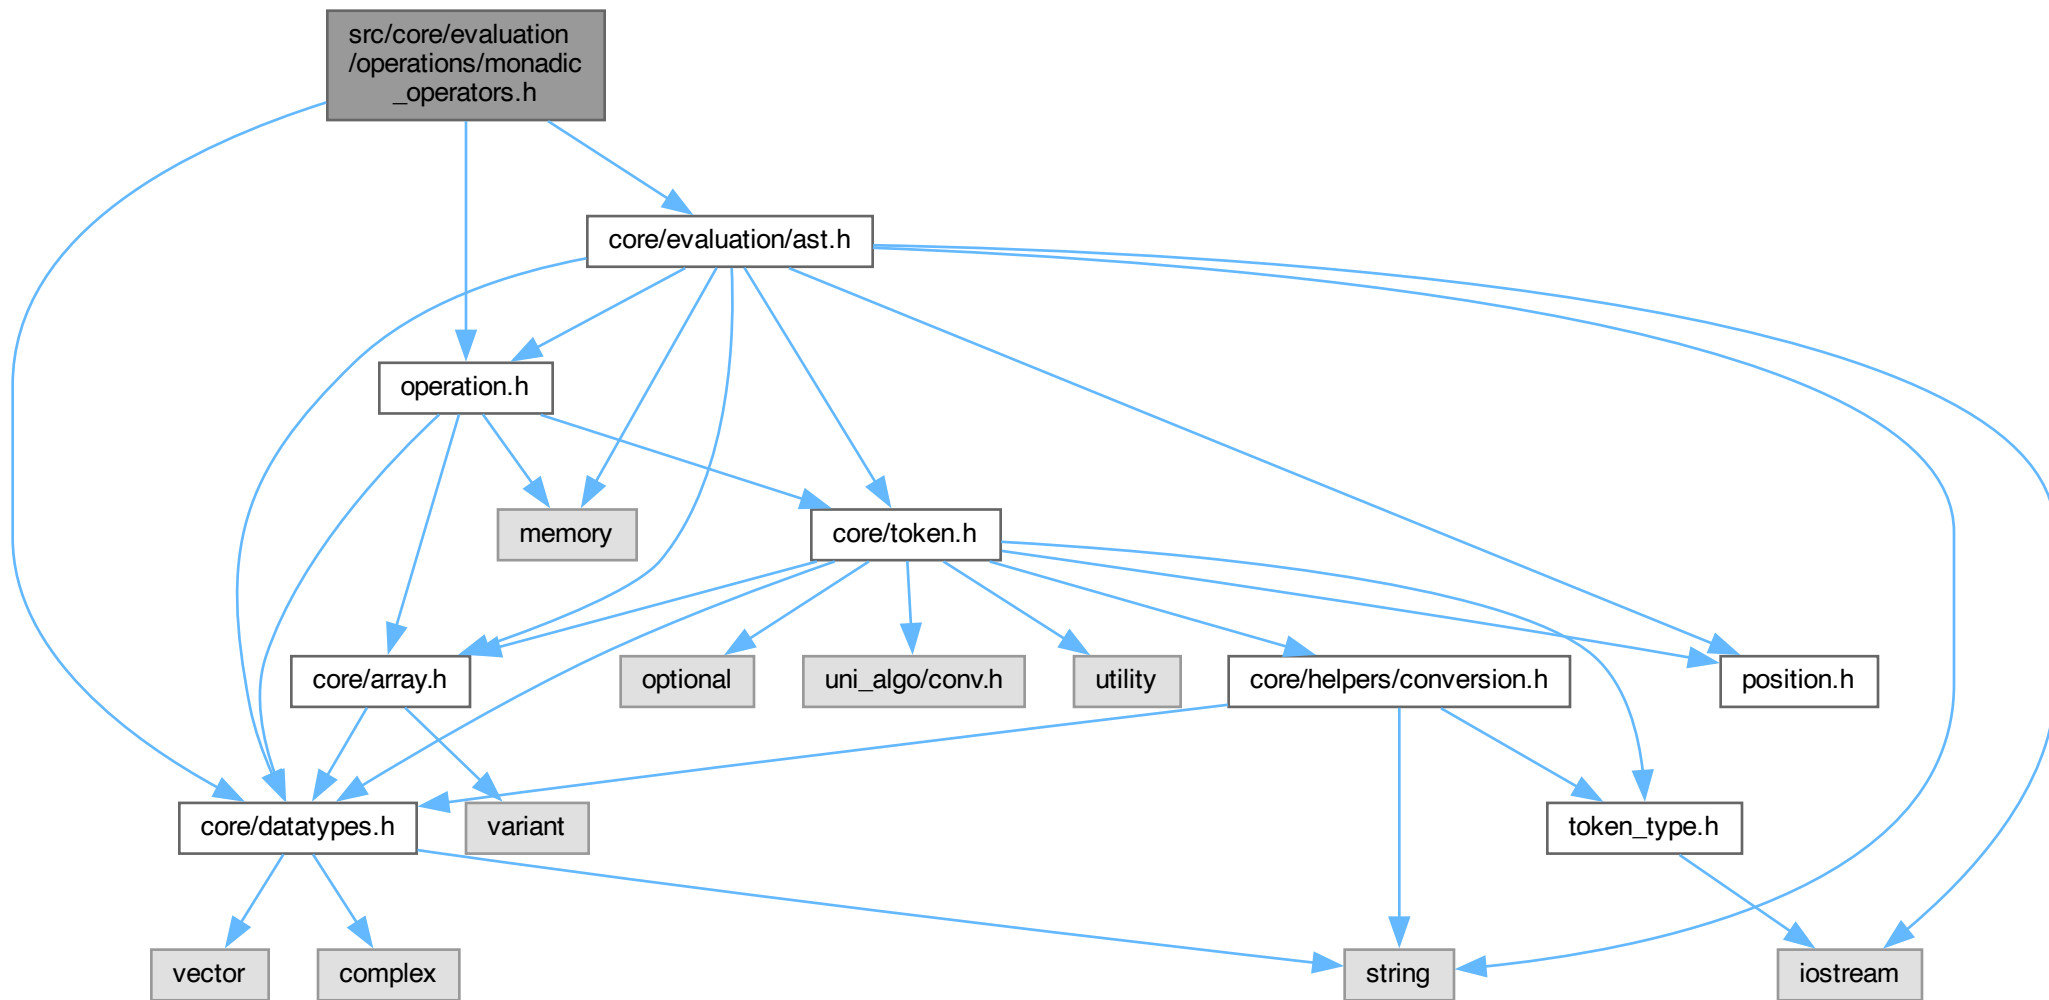 src/core/evaluation
/operations/monadic
_operators.h
core/evaluation/ast.h
operation.h
memory
core/token.h
core/array.h
optional
uni_algo/conv.h
utility
core/helpers/conversion.h
position.h
core/datatypes.h
variant
token_type.h
vector
complex
string
iostream